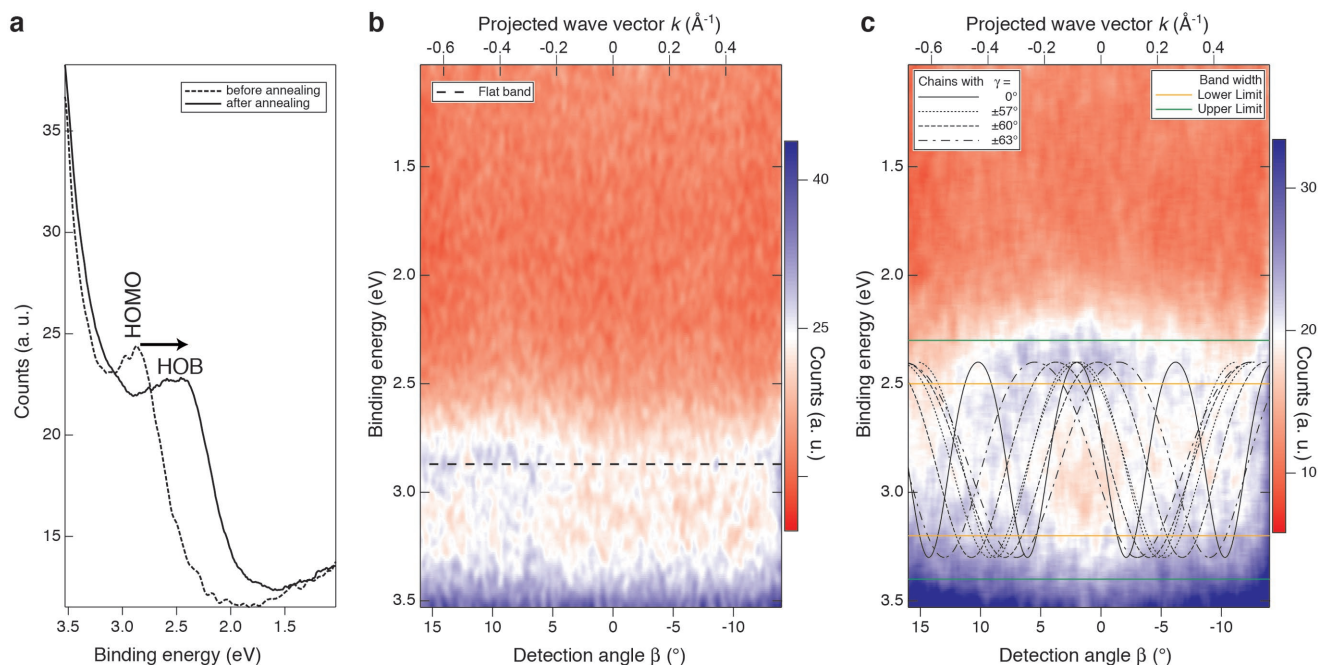 a
before annealing
after annealing
HOMO
HOB
Counts (a. u.)
35
30
25
20
15
3.5 3.0 2.5 2.0 1.5
Binding energy (eV)
b
Projected wave vector k (Å⁻¹)
-0.6 -0.4 -0.2 0 0.2 0.4
Flat band
Binding energy (eV)
1.5
2.0
2.5
3.0
3.5
15 10 5 0 -5 -10
Detection angle β (°)
40
25
Counts (a. u.)
c
Projected wave vector k (Å⁻¹)
-0.6 -0.4 -0.2 0 0.2 0.4
Chains with γ =
0°
±57°
±60°
±63°
Band width
Lower Limit
Upper Limit
Binding energy (eV)
1.5
2.0
2.5
3.0
3.5
15 10 5 0 -5 -10
Detection angle β (°)
30
20
10
Counts (a. u.)